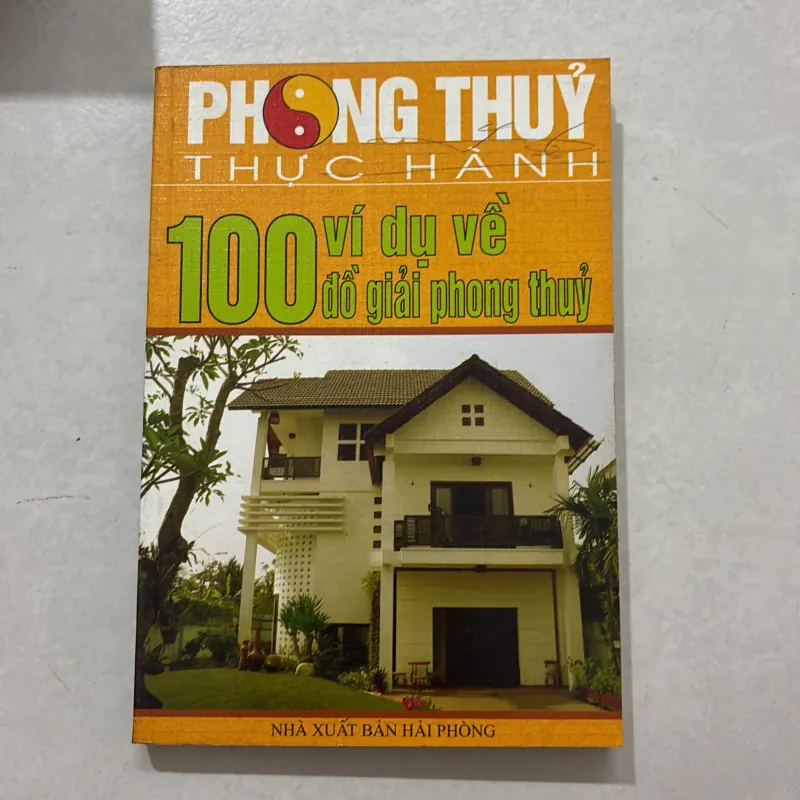 PHONG THUỶ
THỰC HÀNH
100 ví dụ về
đồ giải phong thuỷ
NHÀ XUẤT BẢN HẢI PHÒNG